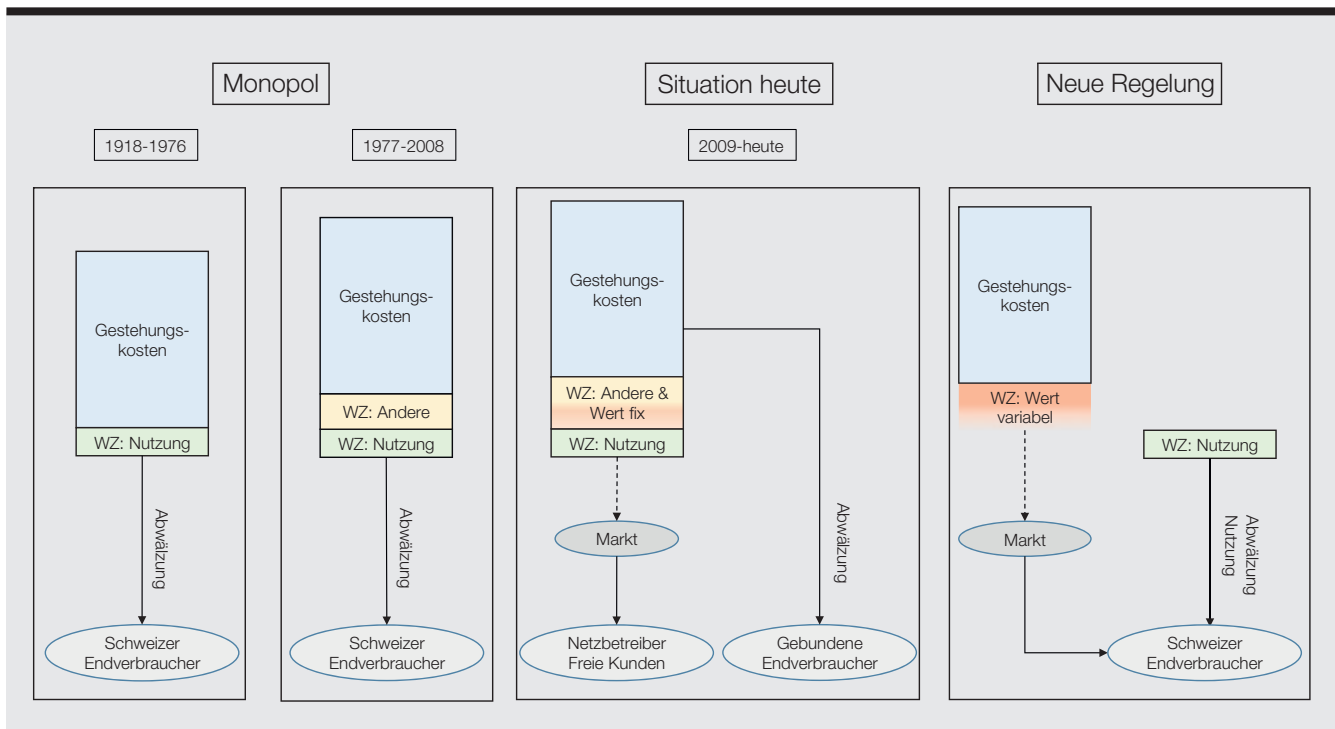 Monopol
Situation heute
Neue Regelung
1918-1976
1977-2008
2009-heute
Gestehungs-
kosten
WZ: Nutzung
Abwälzung
Schweizer
Endverbraucher
Gestehungs-
kosten
WZ: Andere
WZ: Nutzung
Abwälzung
Schweizer
Endverbraucher
Gestehungs-
kosten
WZ: Andere &
Wert fix
WZ: Nutzung
Markt
Abwälzung
Netzbetreiber
Freie Kunden
Gebundene
Endverbraucher
Gestehungs-
kosten
WZ: Wert
variabel
WZ: Nutzung
Markt
Abwälzung
Nutzung
Schweizer
Endverbraucher